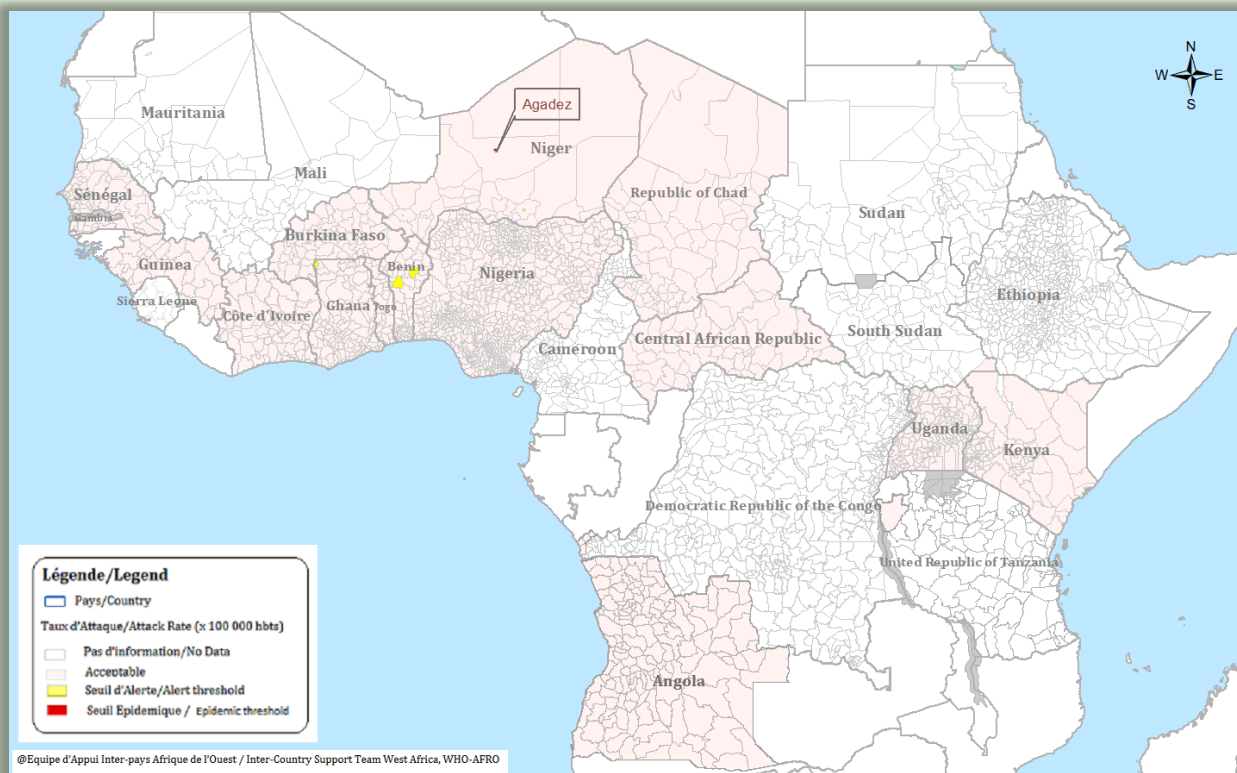 N
W E
S
Agadez
Mauritania
Niger
Mali
Republic of Chad
Sénégal
Gambia
Sudan
Burkina Faso
Guinea
Benin
Nigeria
Ethiopia
Sierra Leone
Côte d'Ivoire
Ghana
Togo
South Sudan
Cameroon
Central African Republic
Uganda
Kenya
Democratic Republic of the Congo
United Republic of Tanzania
Angola
Légende/Legend
Pays/Country
Taux d'Attaque/Attack Rate (x 100 000 hbts)
Pas d'information/No Data
Acceptable
Seuil d'Alerte/Alert threshold
Seuil Epidemique / Epidemic threshold
@Equipe d'Appui Inter-pays Afrique de l'Ouest / Inter-Country Support Team West Africa, WHO-AFRO